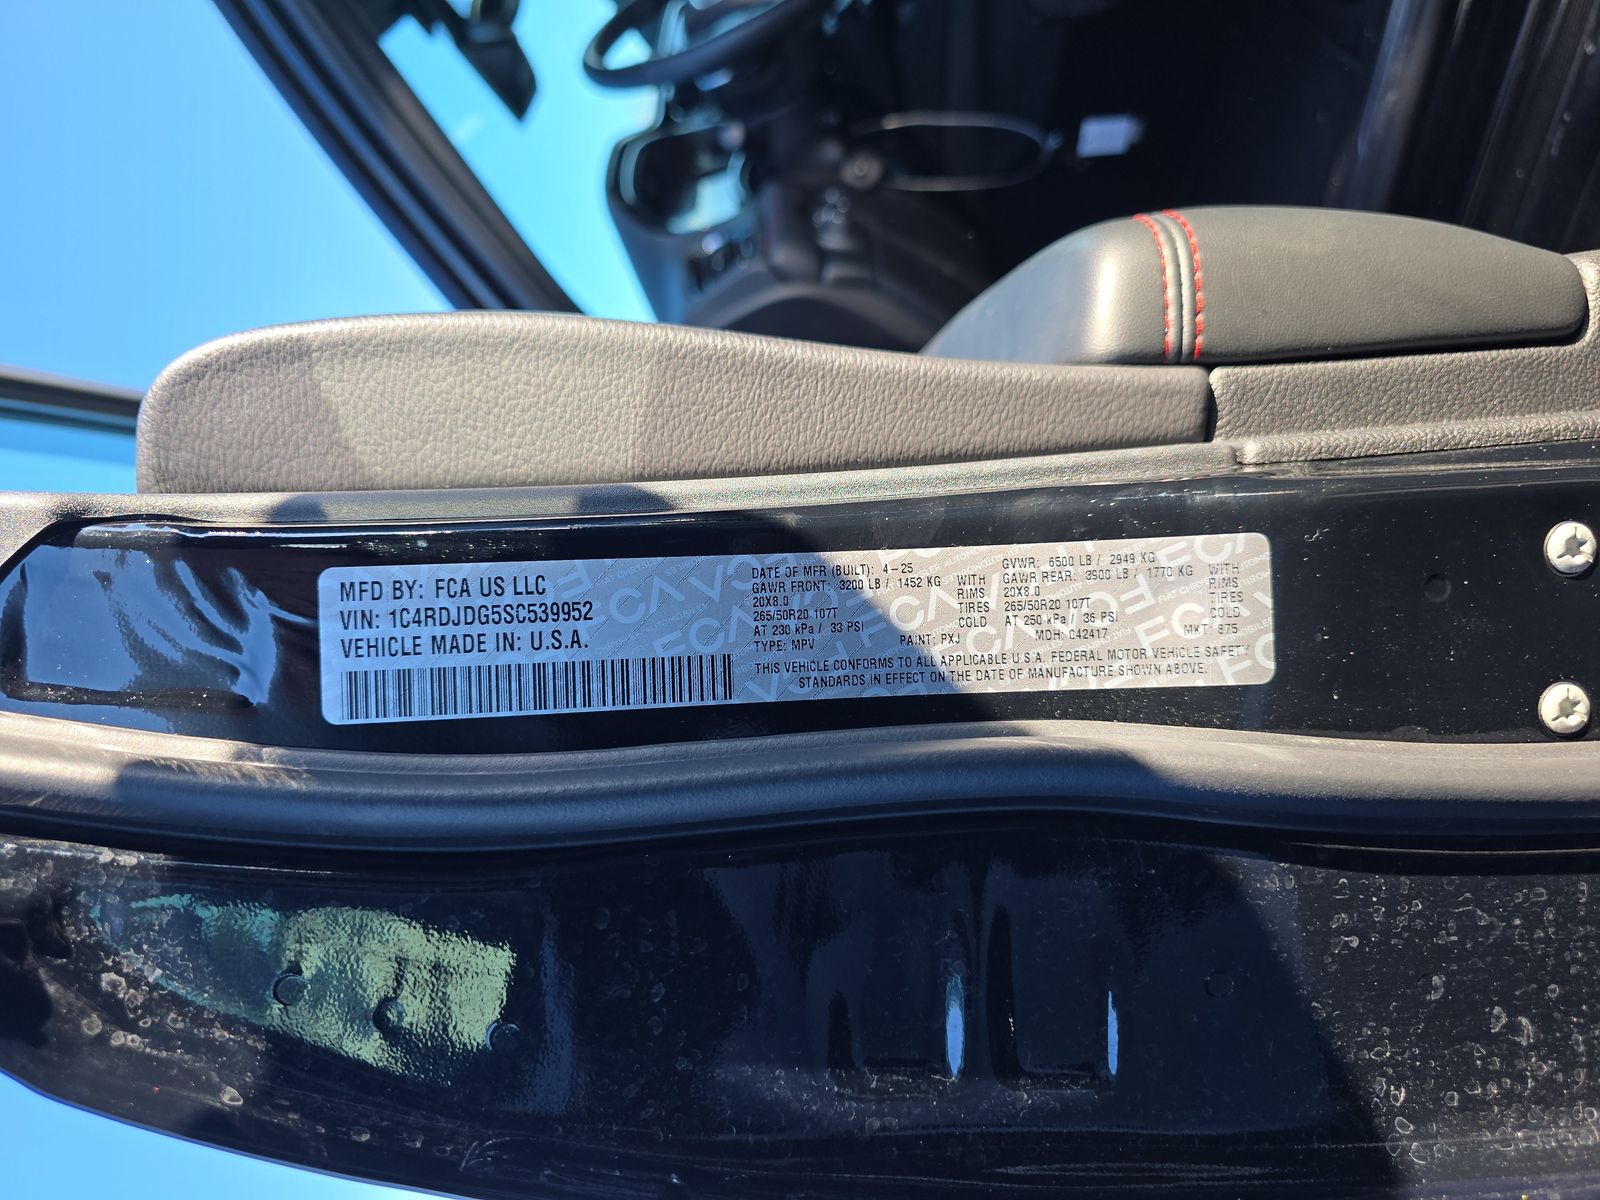 MFD BY: FCA US LLC
VIN: 1C4RDJDG5SC539952
VEHICLE MADE IN: U.S.A.
DATE OF MFR (BUILT): 4-25 GVWR: 6500 LB / 2949 KG
GAWR FRONT: 3200 LB / 1452 KG WITH GAWR REAR: 3900 LB / 1770 KG WITH
20X8.0 RIMS 20X8.0 RIMS
265/50R20 107T TIRES 265/50R20 107T TIRES
AT 230 kPa / 33 PSI COLD AT 250 kPa / 36 PSI COLD
TYPE: MPV PAINT: PXJ MDH: 042417 MKT 875
THIS VEHICLE CONFORMS TO ALL APPLICABLE U.S.A. FEDERAL MOTOR VEHICLE SAFETY
STANDARDS IN EFFECT ON THE DATE OF MANUFACTURE SHOWN ABOVE.